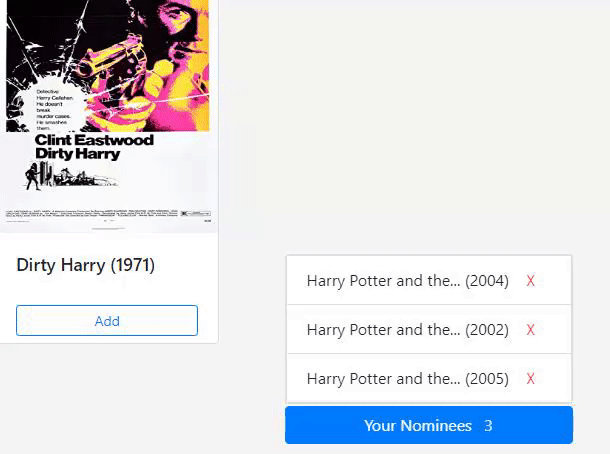 Detective
Harry Callahan.
He doesn't
break
murder cases.
He smashes
them.
Clint Eastwood
Dirty Harry
Dirty Harry (1971)
Add
Harry Potter and the... (2004) X
Harry Potter and the... (2002) X
Harry Potter and the... (2005) X
Your Nominees 3